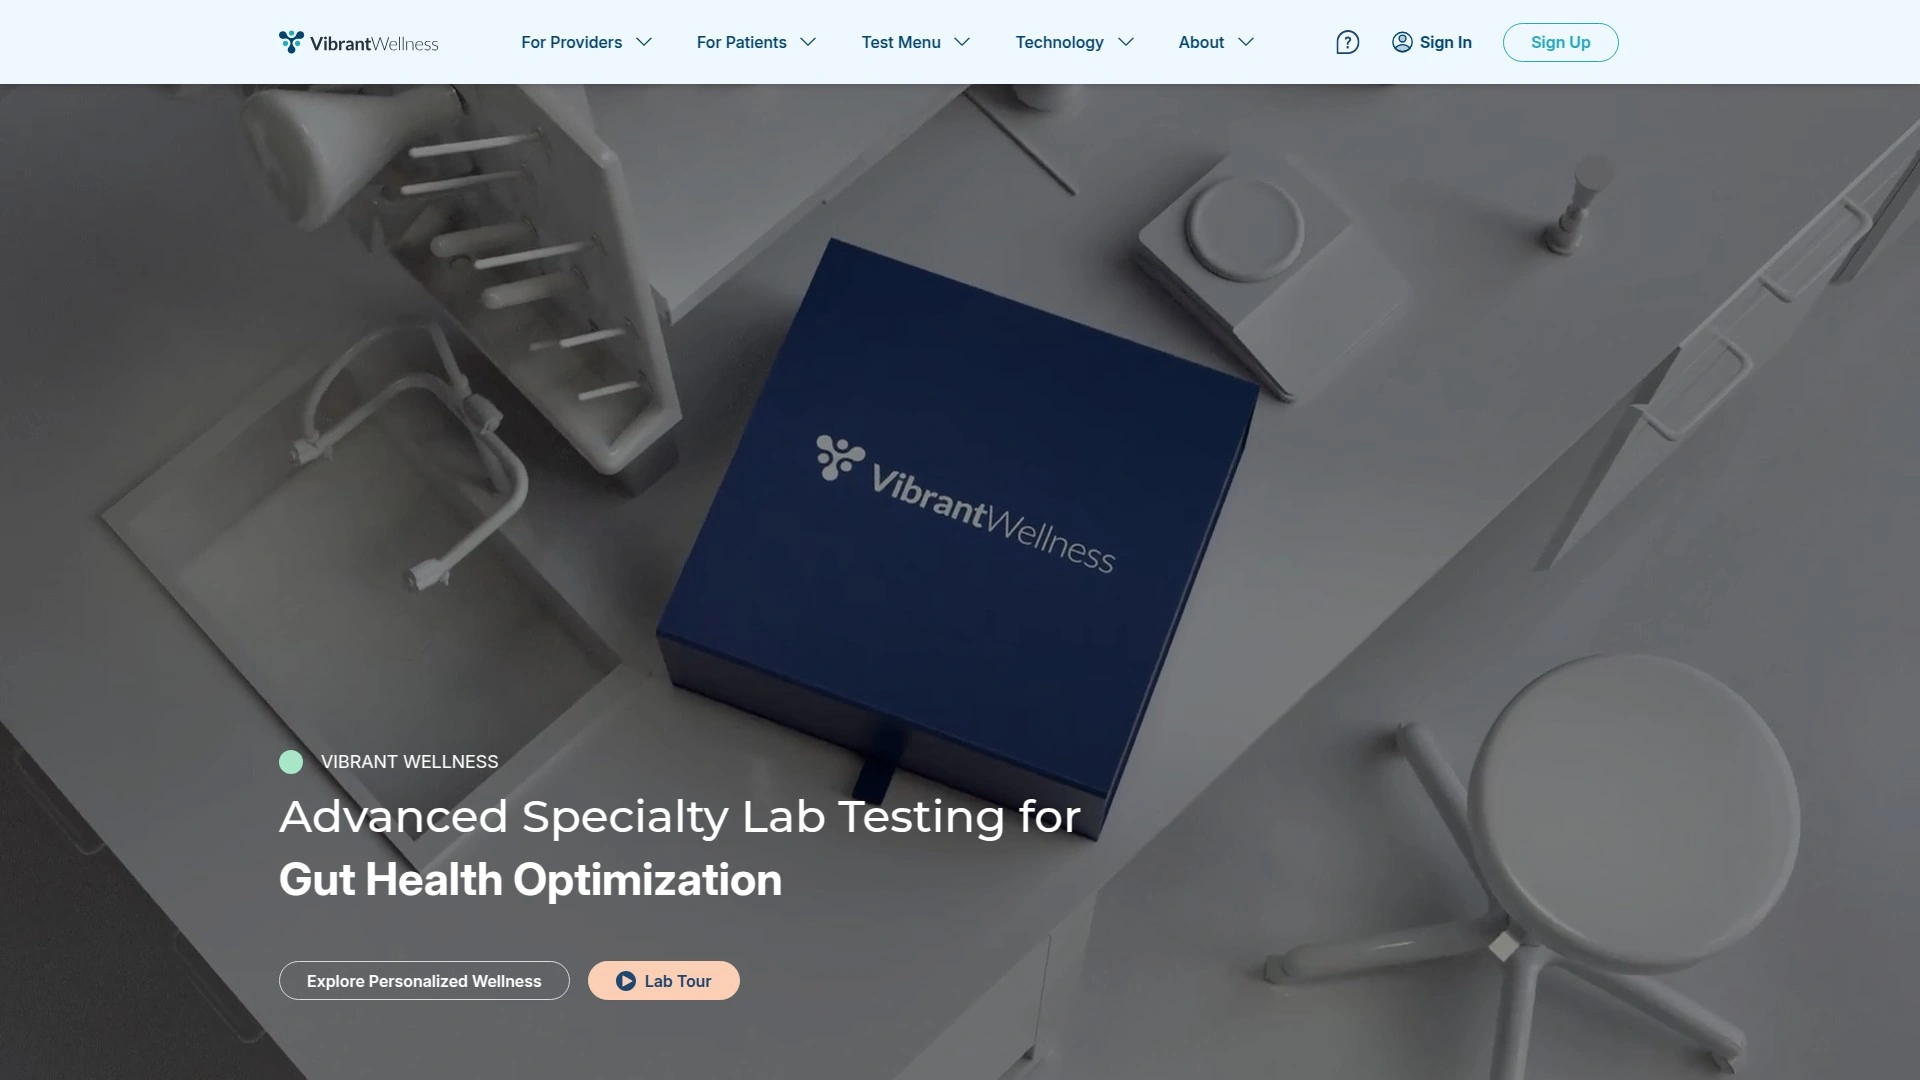 VibrantWellness
For Providers
For Patients
Test Menu
Technology
About
?
Sign In
Sign Up
VibrantWellness
VIBRANT WELLNESS
Advanced Specialty Lab Testing for
Gut Health Optimization
Explore Personalized Wellness
Lab Tour